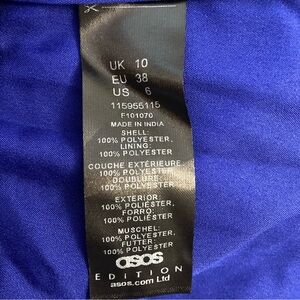 UK 10
EU 38
US 6
115955115
F101070
MADE IN INDIA
SHELL:
100% POLYESTER,
LINING:
100% POLYESTER
COUCHE EXTÉRIEURE:
100% POLYESTER,
DOUBLURE:
100% POLYESTER
EXTERIOR:
100% POLIÉSTER,
FORRO:
100% POLIÉSTER
MUSCHEL:
100% POLYESTER,
FUTTER:
100% POLYESTER
asos
EDITION
asos.com Ltd